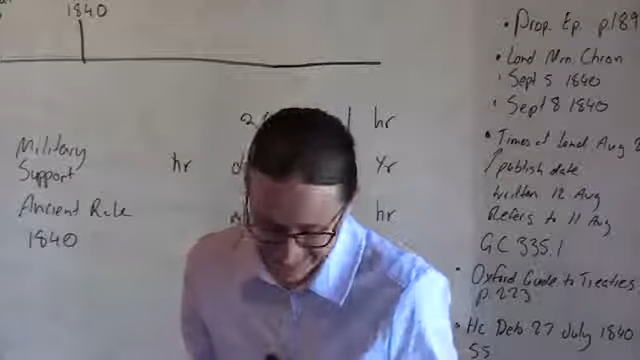 1840
hr
hr
Yr
hr
Military
Support
Ancient Rule
1840
• Prop. Ep. p.189
• Lond Mrn. Chron
Sept 5 1840
• Sept 8 1840
• Times of Lond. Aug
publish date
written 12 Aug
Refers to 11 Aug
GC 335.1
• Oxford Guide to Treaties
p. 223
• Hc Deb 27 July 1840